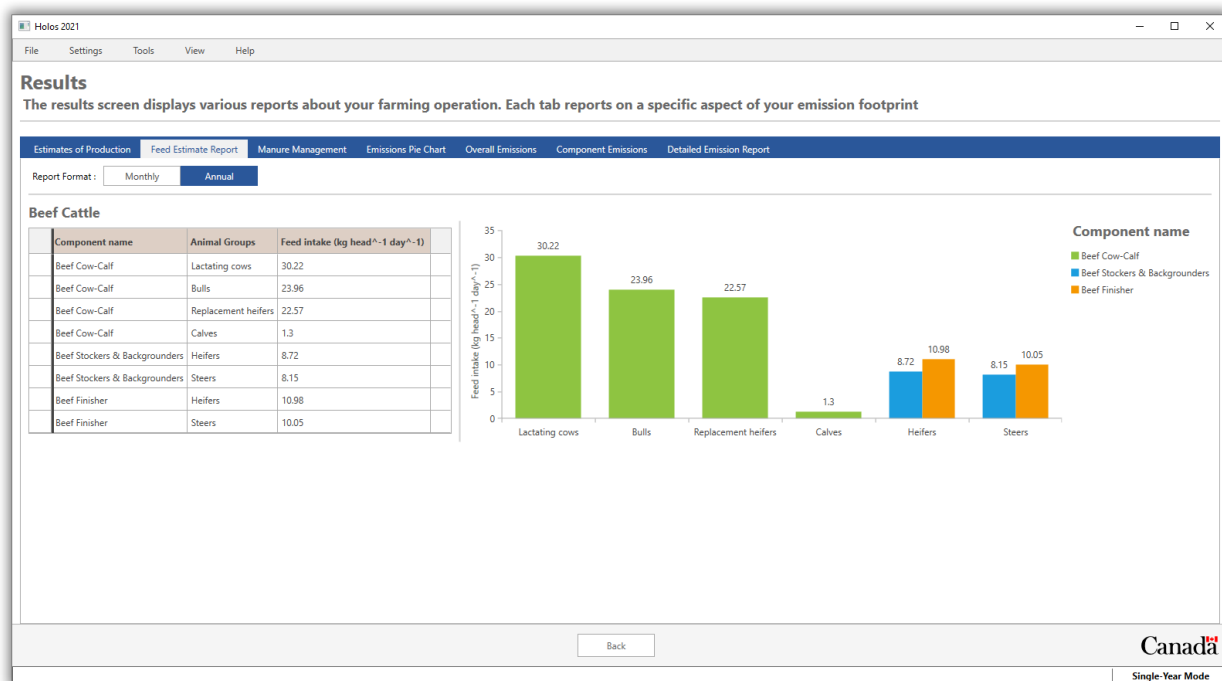 Holos 2021
File Settings Tools View Help
Results
The results screen displays various reports about your farming operation. Each tab reports on a specific aspect of your emission footprint
Estimates of Production Feed Estimate Report Manure Management Emissions Pie Chart Overall Emissions Component Emissions Detailed Emission Report
Report Format : Monthly Annual
Beef Cattle
Component name Animal Groups Feed intake (kg head^-1 day^-1)
Beef Cow-Calf Lactating cows 30.22
Beef Cow-Calf Bulls 23.96
Beef Cow-Calf Replacement heifers 22.57
Beef Cow-Calf Calves 1.3
Beef Stockers & Backgrounders Heifers 8.72
Beef Stockers & Backgrounders Steers 8.15
Beef Finisher Heifers 10.98
Beef Finisher Steers 10.05
Feed intake (kg head^-1 day^-1)
35
30
25
20
15
10
5
0
30.22
23.96
22.57
1.3
8.72
10.98
8.15
10.05
Lactating cows Bulls Replacement heifers Calves Heifers Steers
Component name
Beef Cow-Calf
Beef Stockers & Backgrounders
Beef Finisher
Back
Canada
Single-Year Mode